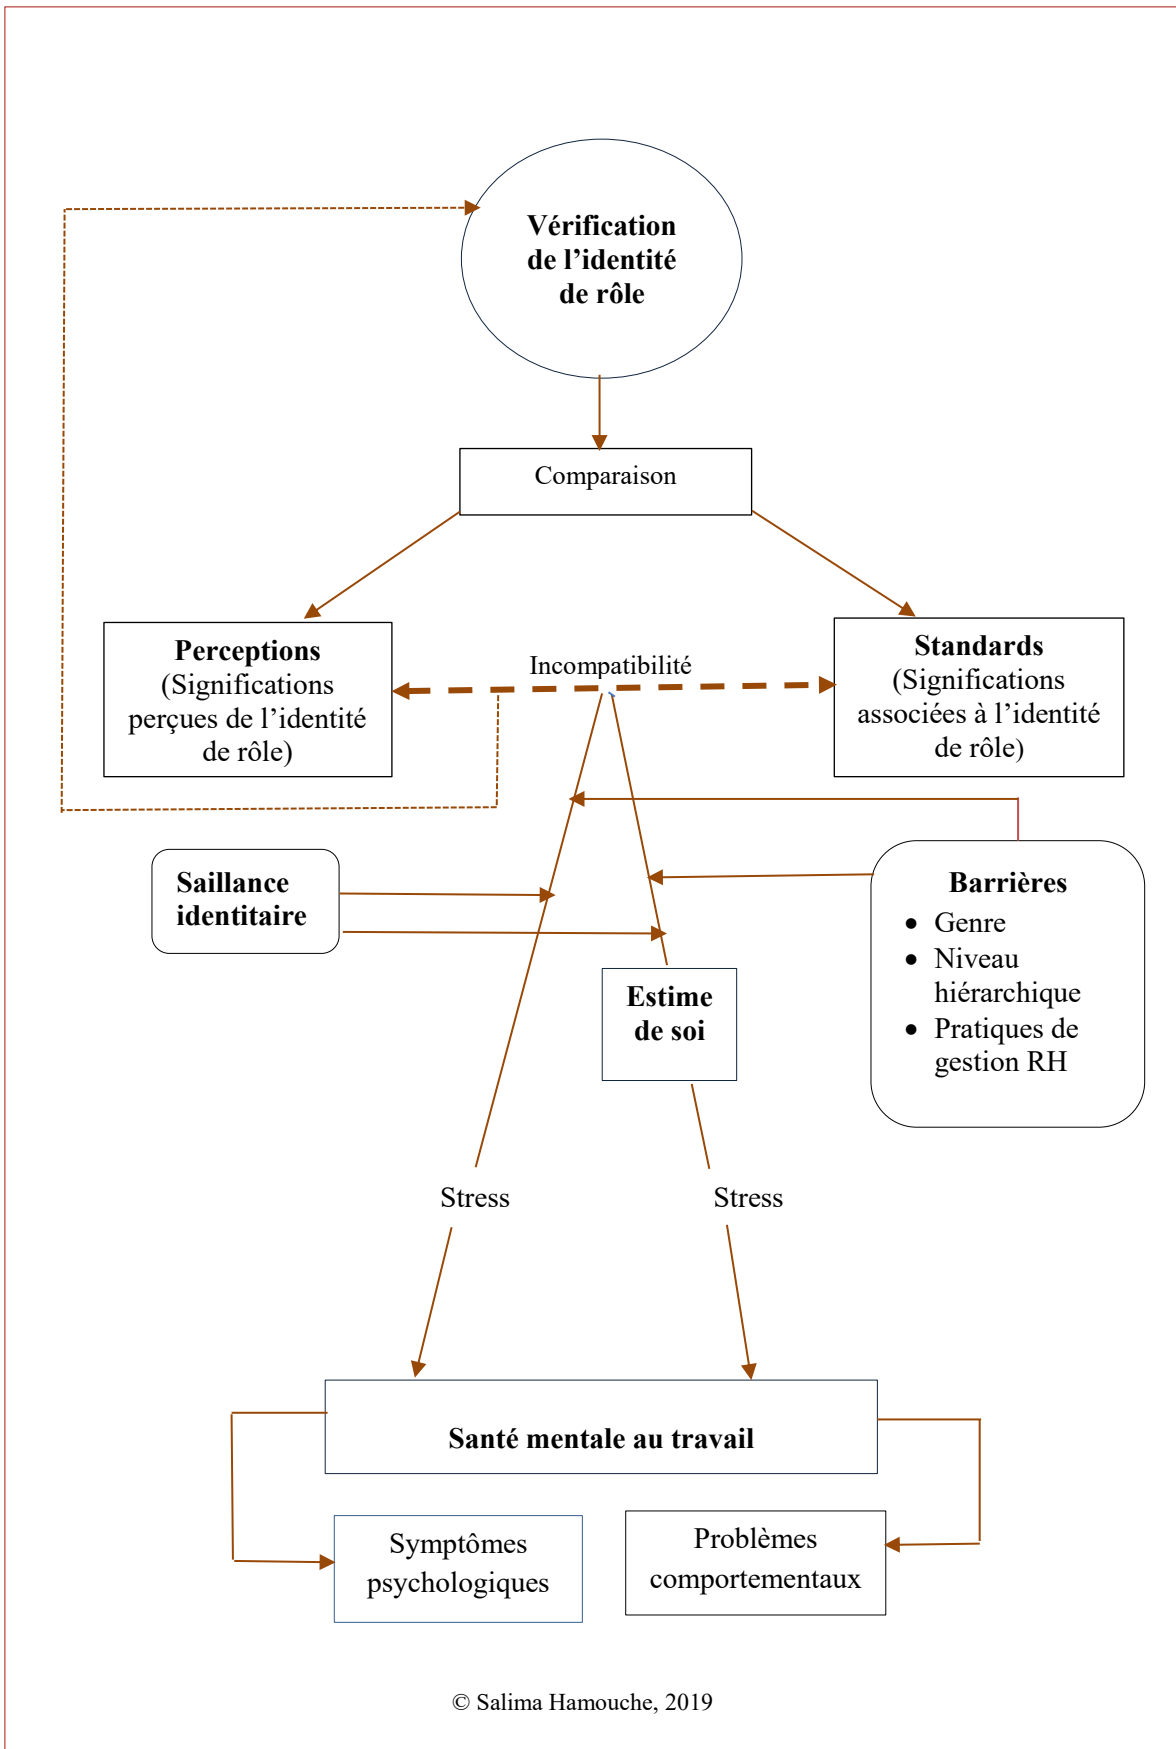 Vérification
de l’identité
de rôle
Comparaison
Perceptions
(Significations
perçues de l’identité
de rôle)
Incompatibilité
Standards
(Significations
associées à l’identité
de rôle)
Saillance
identitaire
Barrières
• Genre
• Niveau
hiérarchique
• Pratiques de
gestion RH
Estime
de soi
Stress
Stress
Santé mentale au travail
Symptômes
psychologiques
Problèmes
comportementaux
© Salima Hamouche, 2019